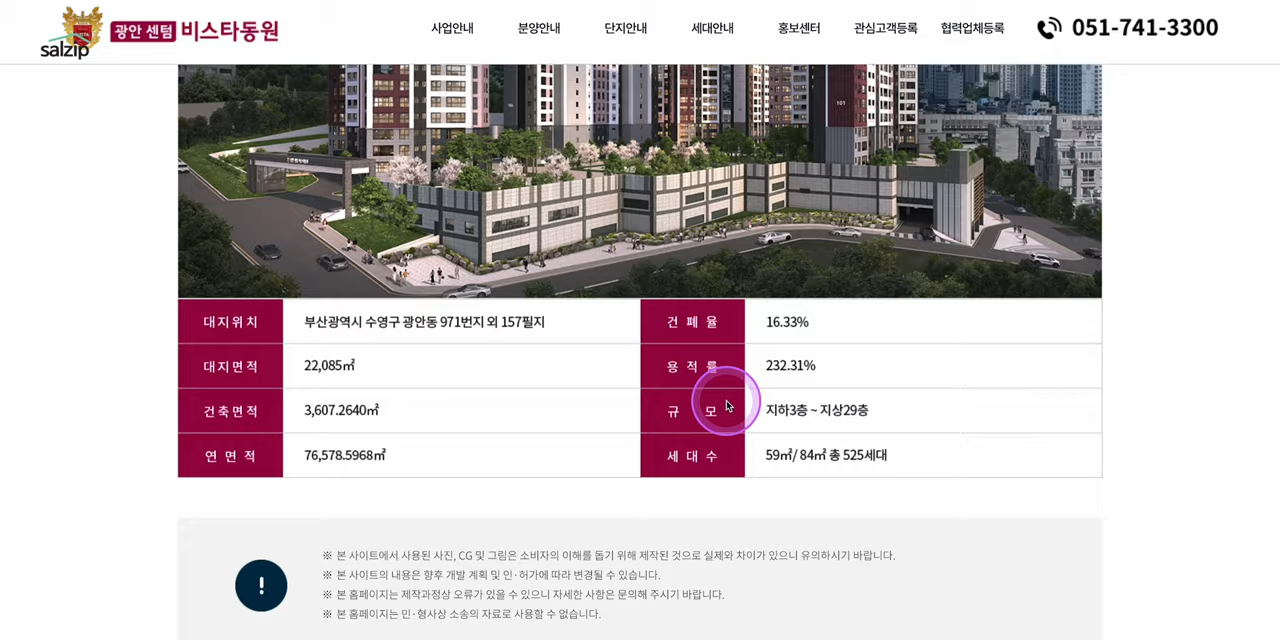 salzip
광안 센텀 비스타동원
사업안내 분양안내 단지안내 세대안내 홍보센터 관심고객등록 협력업체등록 051-741-3300
101
대지위치 부산광역시 수영구 광안동 971번지 외 157필지 건 폐 율 16.33%
대지면적 22,085㎡ 용 적 률 232.31%
건축면적 3,607.2640㎡ 규 모 지하3층 ~ 지상29층
연 면 적 76,578.5968㎡ 세 대 수 59㎡/ 84㎡ 총 525세대
!
※ 본 사이트에서 사용된 사진, CG 및 그림은 소비자의 이해를 돕기 위해 제작된 것으로 실제와 차이가 있으니 유의하시기 바랍니다.
※ 본 사이트의 내용은 향후 개발 계획 및 인·허가에 따라 변경될 수 있습니다.
※ 본 홈페이지는 제작과정상 오류가 있을 수 있으니 자세한 사항은 문의해 주시기 바랍니다.
※ 본 홈페이지는 민·형사상 소송의 자료로 사용할 수 없습니다.